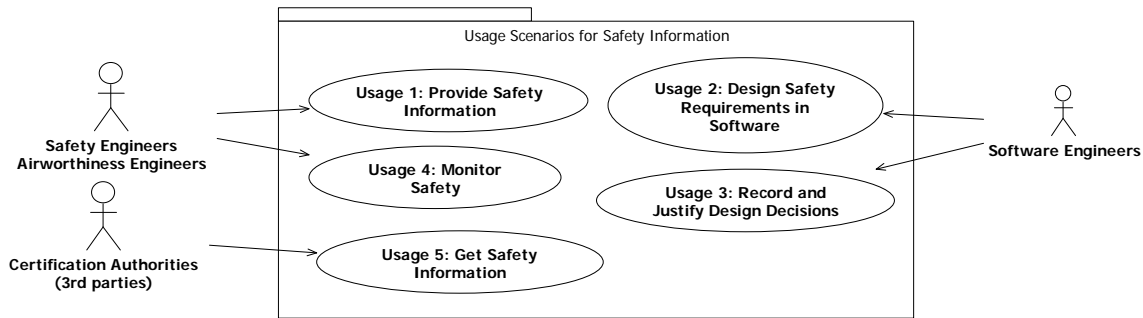 Usage Scenarios for Safety Information
Usage 1: Provide Safety
Information
Usage 2: Design Safety
Requirements in
Software
Safety Engineers
Airworthiness Engineers
Software Engineers
Usage 4: Monitor
Safety
Usage 3: Record and
Justify Design Decisions
Usage 5: Get Safety
Information
Certification Authorities
(3rd parties)